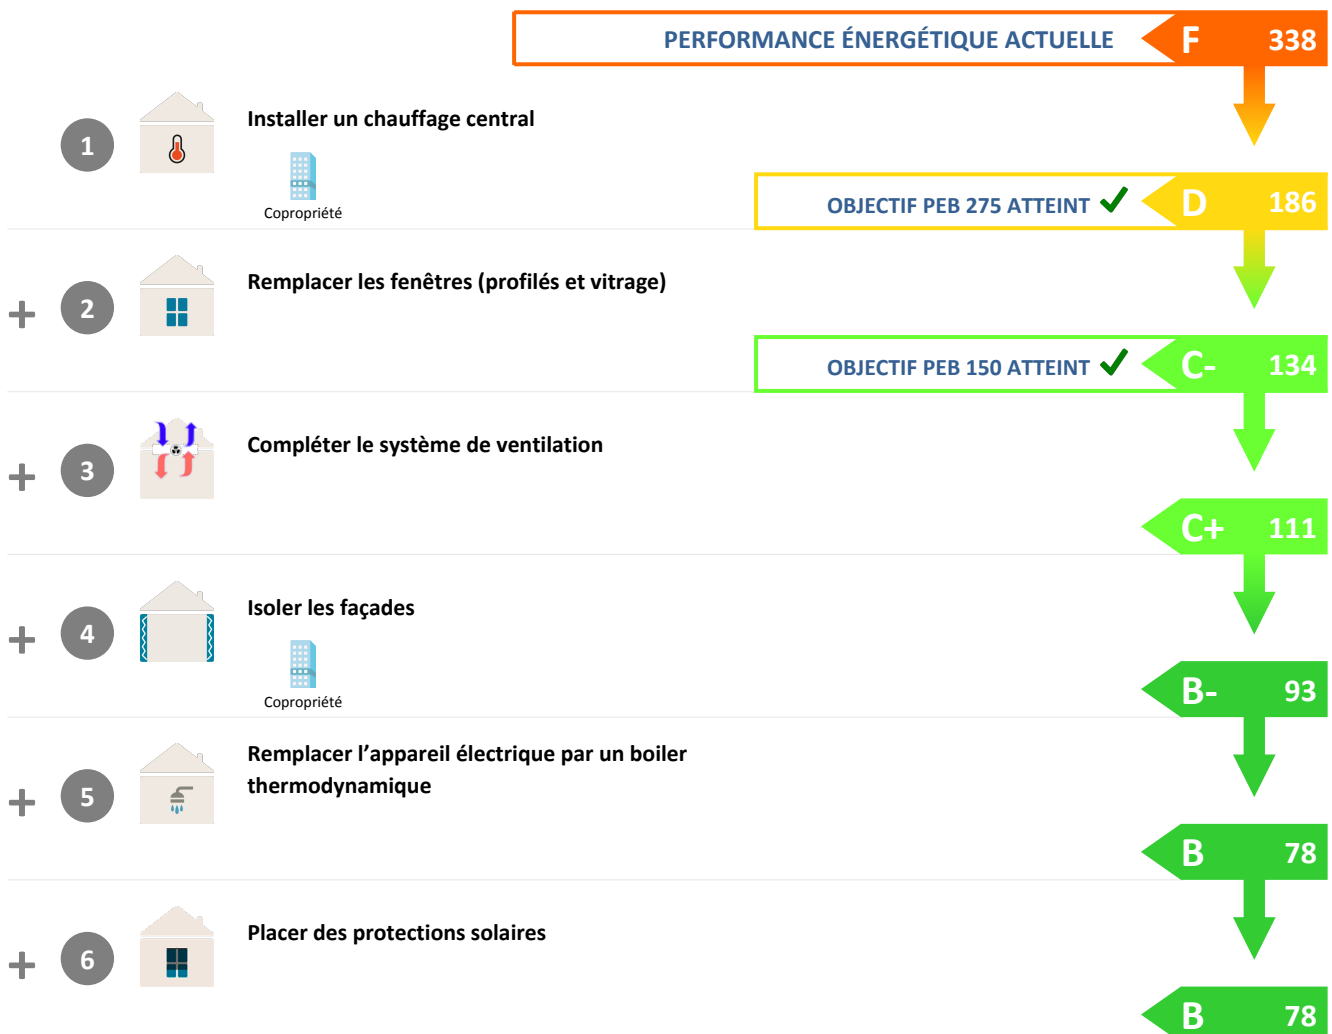 PERFORMANCE ÉNERGÉTIQUE ACTUELLE F 338
1 Installer un chauffage central
Copropriété
OBJECTIF PEB 275 ATTEINT D 186
+ 2 Remplacer les fenêtres (profilés et vitrage)
OBJECTIF PEB 150 ATTEINT C- 134
+ 3 Compléter le système de ventilation
C+ 111
+ 4 Isoler les façades
Copropriété
B- 93
+ 5 Remplacer l’appareil électrique par un boiler
thermodynamique
B 78
+ 6 Placer des protections solaires
B 78